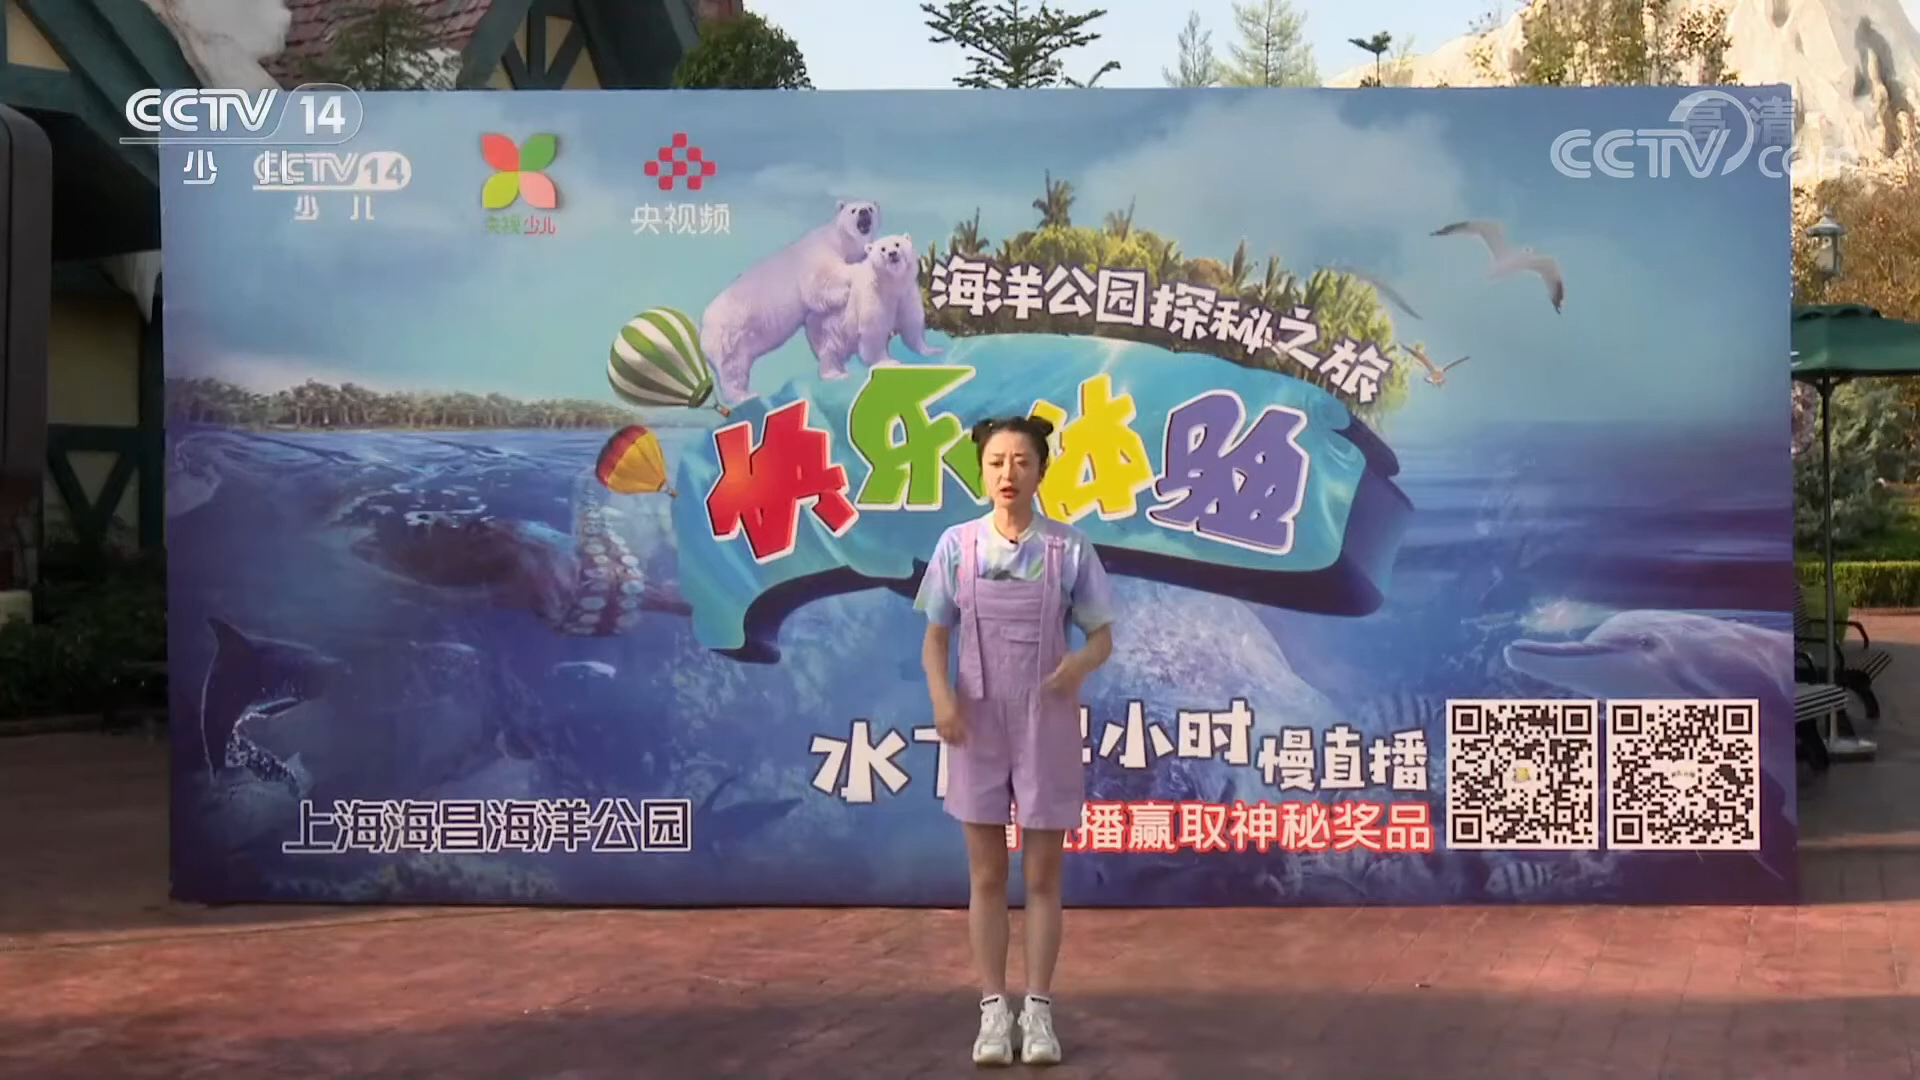 CCTV 14
少儿
高清
CCTV.com
CCTV 14
少儿
央视少儿
央视频
海洋公园探秘之旅
快乐体验
水下
小时慢直播
播赢取神秘奖品
上海海昌海洋公园